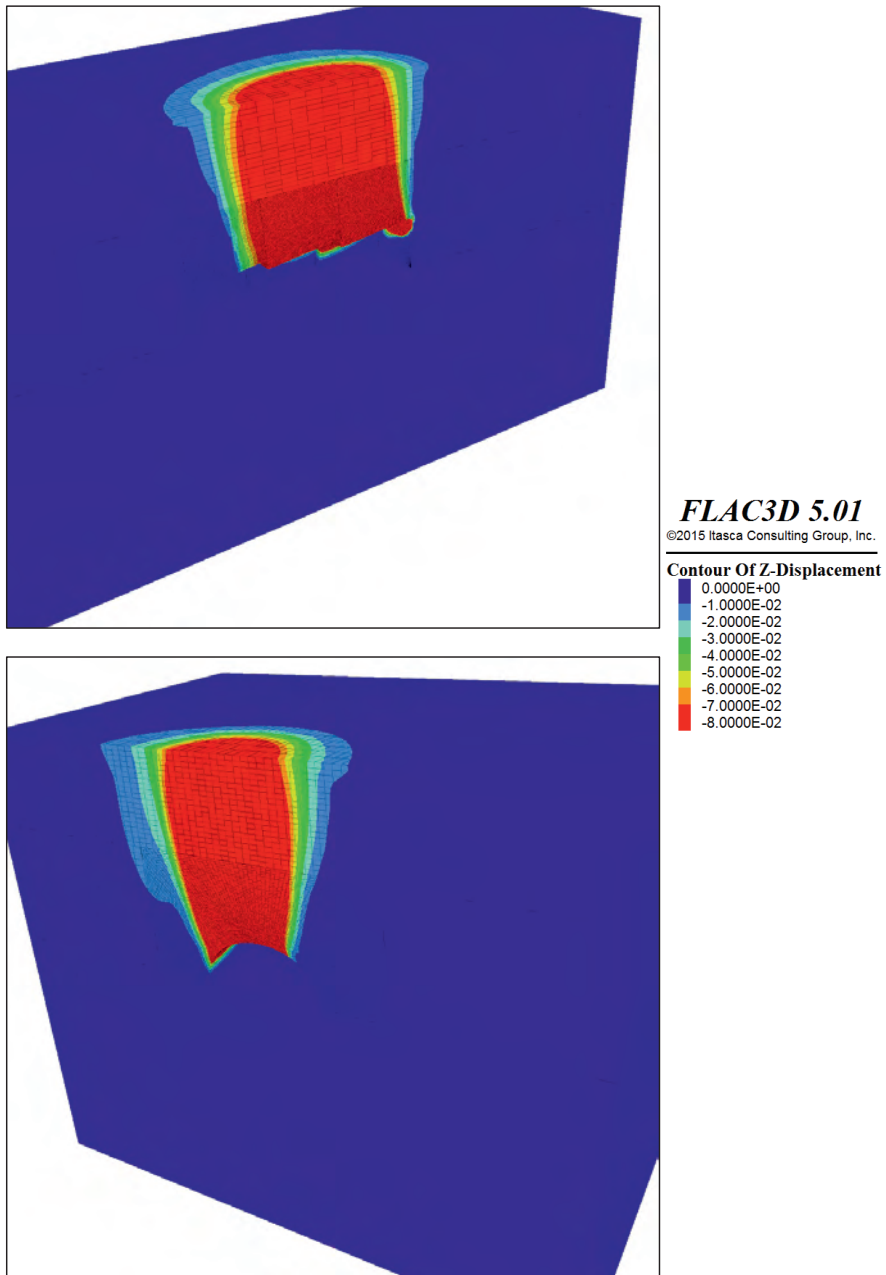 FLAC3D 5.01
©2015 Itasca Consulting Group, Inc.
Contour Of Z-Displacement
0.0000E+00
-1.0000E-02
-2.0000E-02
-3.0000E-02
-4.0000E-02
-5.0000E-02
-6.0000E-02
-7.0000E-02
-8.0000E-02